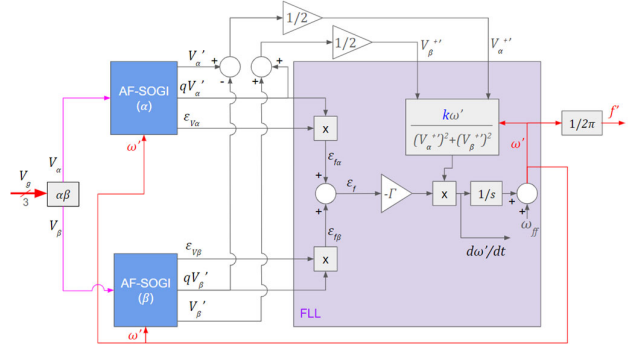 1/2
1/2
V_α'
V_β⁺'
V_α⁺'
AF-SOGI
(α)
qV_α'
ε_Vα
kω'
(V_α⁺')²+(V_β⁺')²
1/2π
f'
ω'
ω'
x
V_α
ε_fα
V_g
3
αβ
ε_f
-Γ
x
1/s
ω_ff
V_β
ε_fβ
dω'/dt
AF-SOGI
(β)
ε_Vβ
x
qV_β'
V_β'
FLL
ω'
+
-
+
+
+
+
+
+